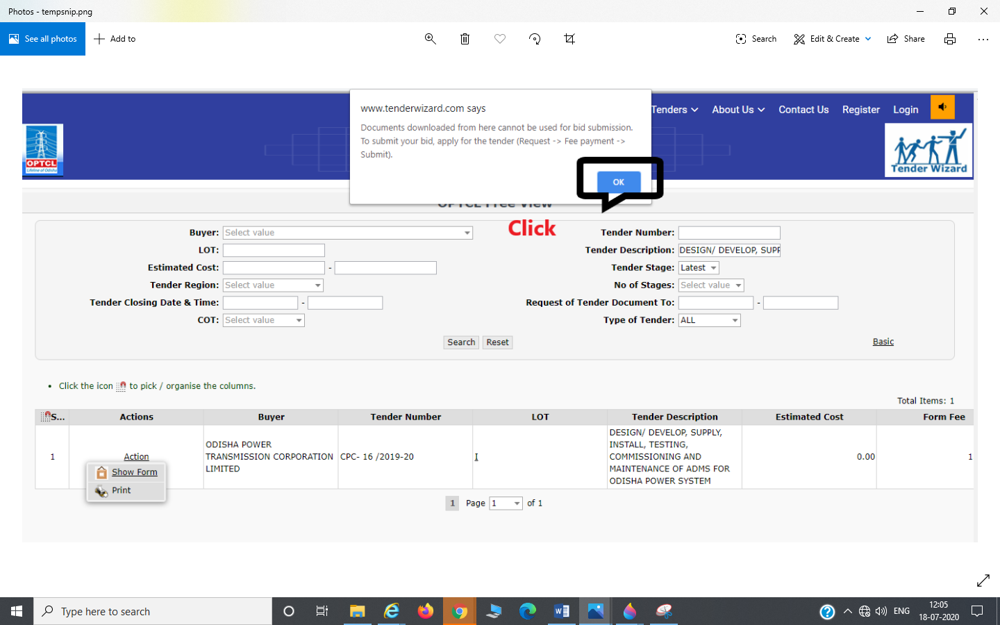 Photos - tempsnip.png
See all photos
Add to
Search
Edit & Create
Share
www.tenderwizard.com says
Documents downloaded from here cannot be used for bid submission.
To submit your bid, apply for the tender (Request -> Fee payment ->
Submit).
OK
Tenders
About Us
Contact Us
Register
Login
OPTCL
Lifeline of Odisha
Tender Wizard
OPTCL Free View
Click
Buyer: Select value
Tender Number:
LOT:
Tender Description: DESIGN/ DEVELOP, SUPP
Estimated Cost: -
Tender Stage: Latest
Tender Region: Select value
No of Stages: Select value
Tender Closing Date & Time: -
Request of Tender Document To: -
COT: Select value
Type of Tender: ALL
Search Reset
Basic
• Click the icon to pick / organise the columns.
Total Items: 1
S... Actions Buyer Tender Number LOT Tender Description Estimated Cost Form Fee
1
Action
Show Form
Print
ODISHA POWER
TRANSMISSION CORPORATION
LIMITED
CPC- 16 /2019-20
I
DESIGN/ DEVELOP, SUPPLY,
INSTALL, TESTING,
COMMISSIONING AND
MAINTENANCE OF ADMS FOR
ODISHA POWER SYSTEM
0.00
1
1 Page 1 of 1
Type here to search
ENG
12:05
18-07-2020